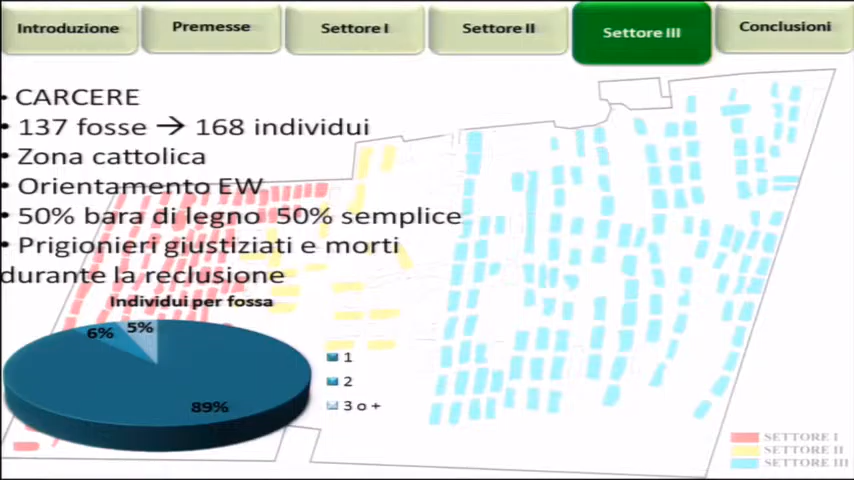 Introduzione Premesse Settore I Settore II Settore III Conclusioni
• CARCERE
• 137 fosse → 168 individui
• Zona cattolica
• Orientamento EW
• 50% bara di legno 50% semplice
• Prigionieri giustiziati e morti
durante la reclusione
Individui per fossa
6% 5%
89%
1
2
3 o +
SETTORE I
SETTORE II
SETTORE III